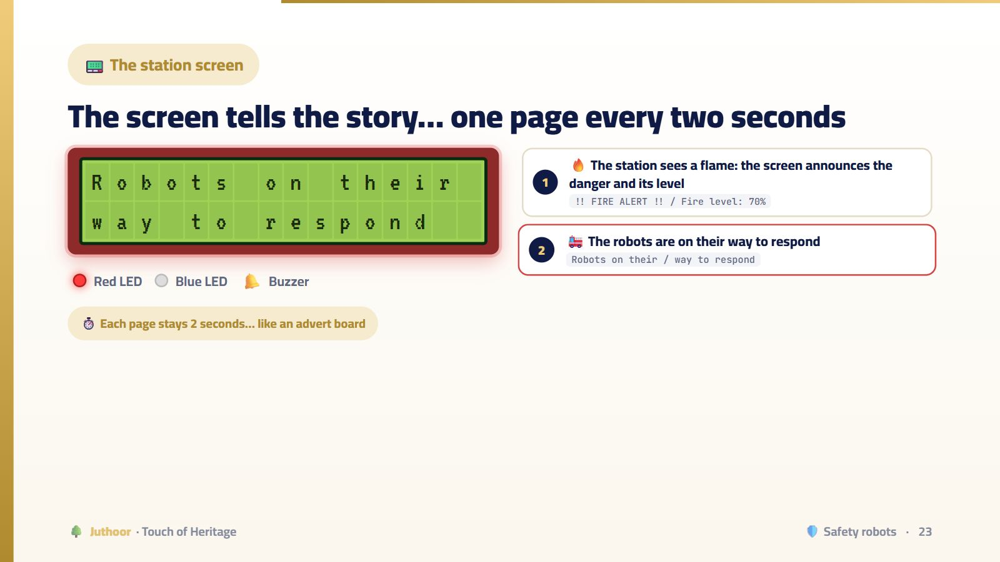 The station screen
The screen tells the story... one page every two seconds
Robots on their
way to respond
Red LED
Blue LED
Buzzer
Each page stays 2 seconds... like an advert board
1
The station sees a flame: the screen announces the
danger and its level
!! FIRE ALERT !! / Fire level: 70%
2
The robots are on their way to respond
Robots on their / way to respond
Juthoor · Touch of Heritage
Safety robots · 23